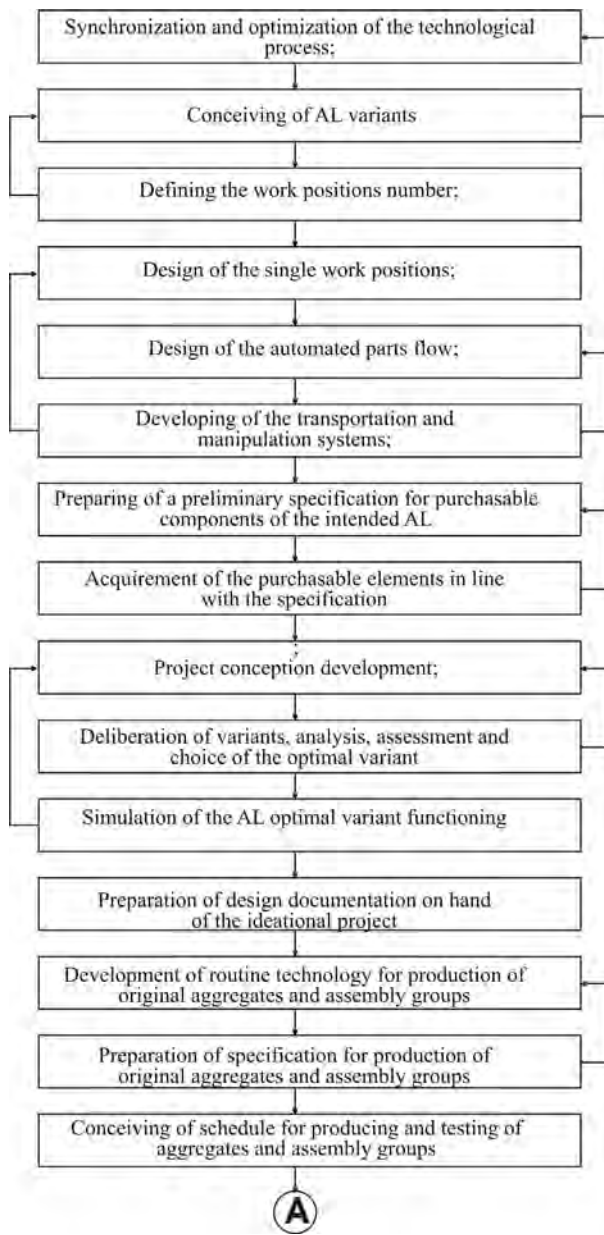 Synchronization and optimization of the technological
process;
Conceiving of AL variants
Defining the work positions number;
Design of the single work positions;
Design of the automated parts flow;
Developing of the transportation and
manipulation systems;
Preparing of a preliminary specification for purchasable
components of the intended AL
Acquirement of the purchasable elements in line
with the specification
;
Project conception development;
Deliberation of variants, analysis, assessment and
choice of the optimal variant
Simulation of the AL optimal variant functioning
Preparation of design documentation on hand
of the ideational project
Development of routine technology for production of
original aggregates and assembly groups
Preparation of specification for production of
original aggregates and assembly groups
Conceiving of schedule for producing and testing of
aggregates and assembly groups
A